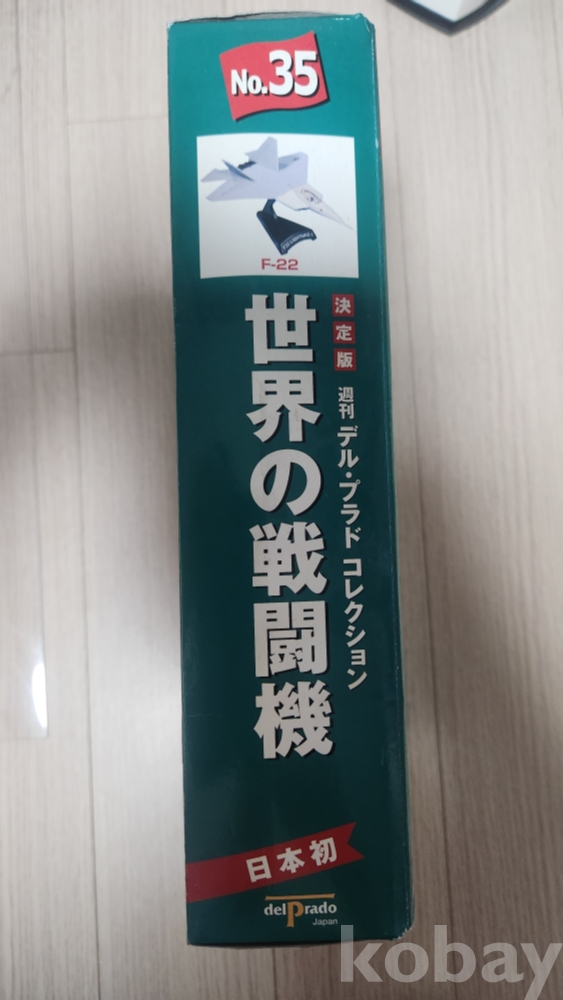 No.35
F-22
決定版
週刊 デル・プラド コレクション
世界の戦闘機
日本初
delPrado
Japan
kobay